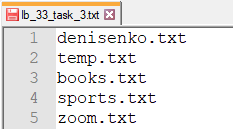 lb_33_task_3.txt
1 denisenko.txt
2 temp.txt
3 books.txt
4 sports.txt
5 zoom.txt